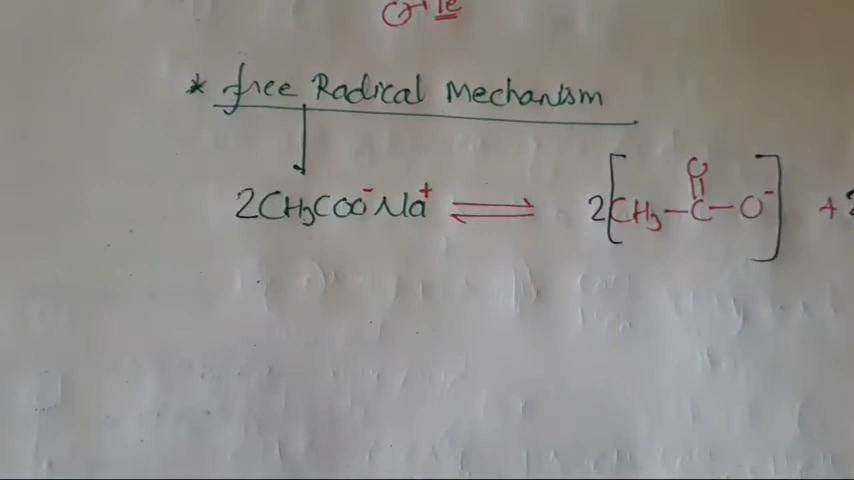 * free Radical Mechanism
2CH₃COO⁻Na⁺ ⇌ 2[CH₃-C(=O)-O⁻] +